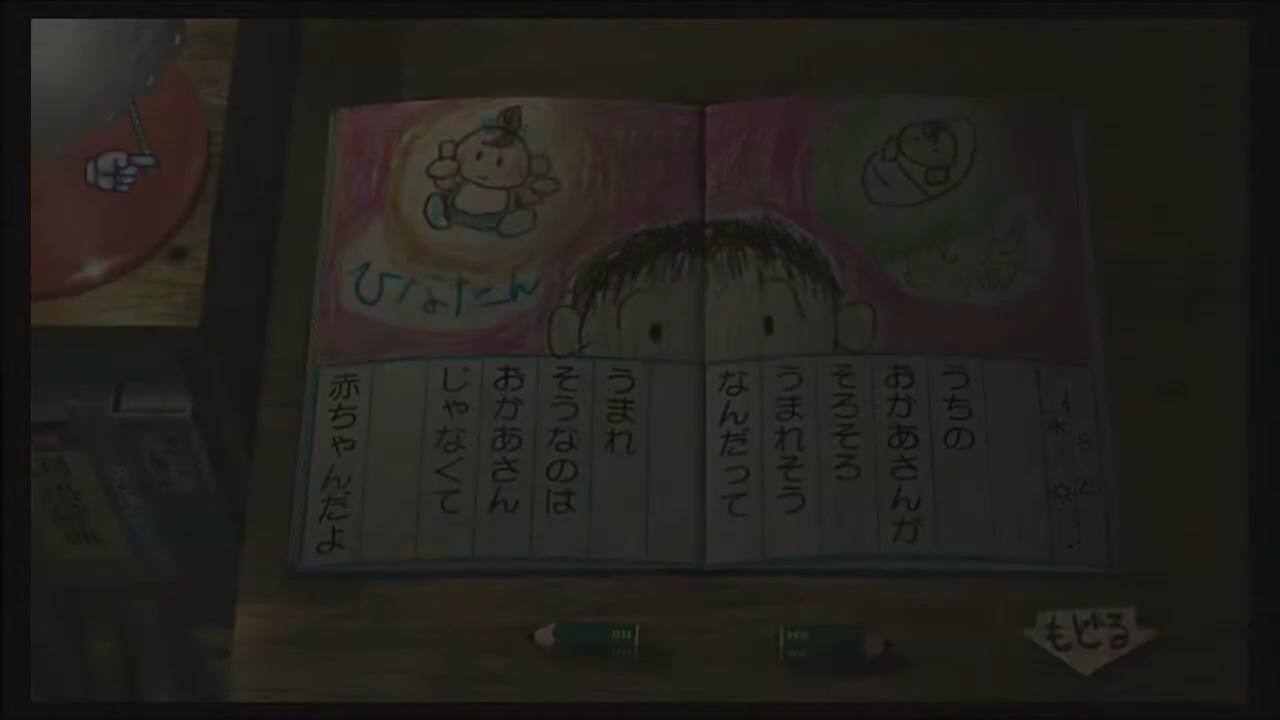 うちの
おかあさんが
そろそろ
うまれそう
なんだって
うまれ
そうなのは
おかあさん
じゃなくて
赤ちゃんだよ
ひなたん
もどる